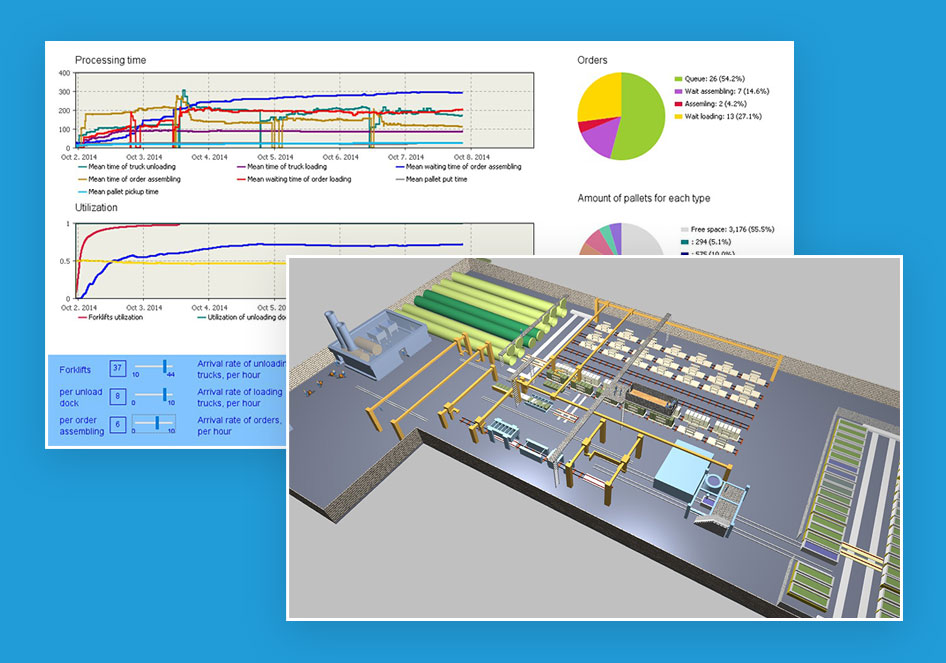 Processing time
400
300
200
100
0
Oct 2, 2014 Oct 3, 2014 Oct 4, 2014 Oct 5, 2014 Oct 6, 2014 Oct 7, 2014 Oct 8, 2014
Mean time of truck unloading Mean time of truck loading Mean waiting time of order assembling
Mean time of order assembling Mean waiting time of order loading Mean pallet put time
Mean pallet pickup time
Orders
Queue: 26 (54.2%)
Wait assembling: 7 (14.6%)
Assembling: 2 (4.2%)
Wait loading: 13 (27.1%)
Utilization
1
0.5
0
Oct 2, 2014 Oct 3, 2014 Oct 4, 2014 Oct 5,
Forklifts utilization Utilization of unloading do
Amount of pallets for each type
Free space: 3,176 (55.5%)
: 294 (5.1%)
: 575 (10.0%)
Forklifts 37 10 44 Arrival rate of unloadin
trucks, per hour
per unload 8 0 10 Arrival rate of loading
dock trucks, per hour
per order 6 0 10 Arrival rate of orders,
assembling per hour